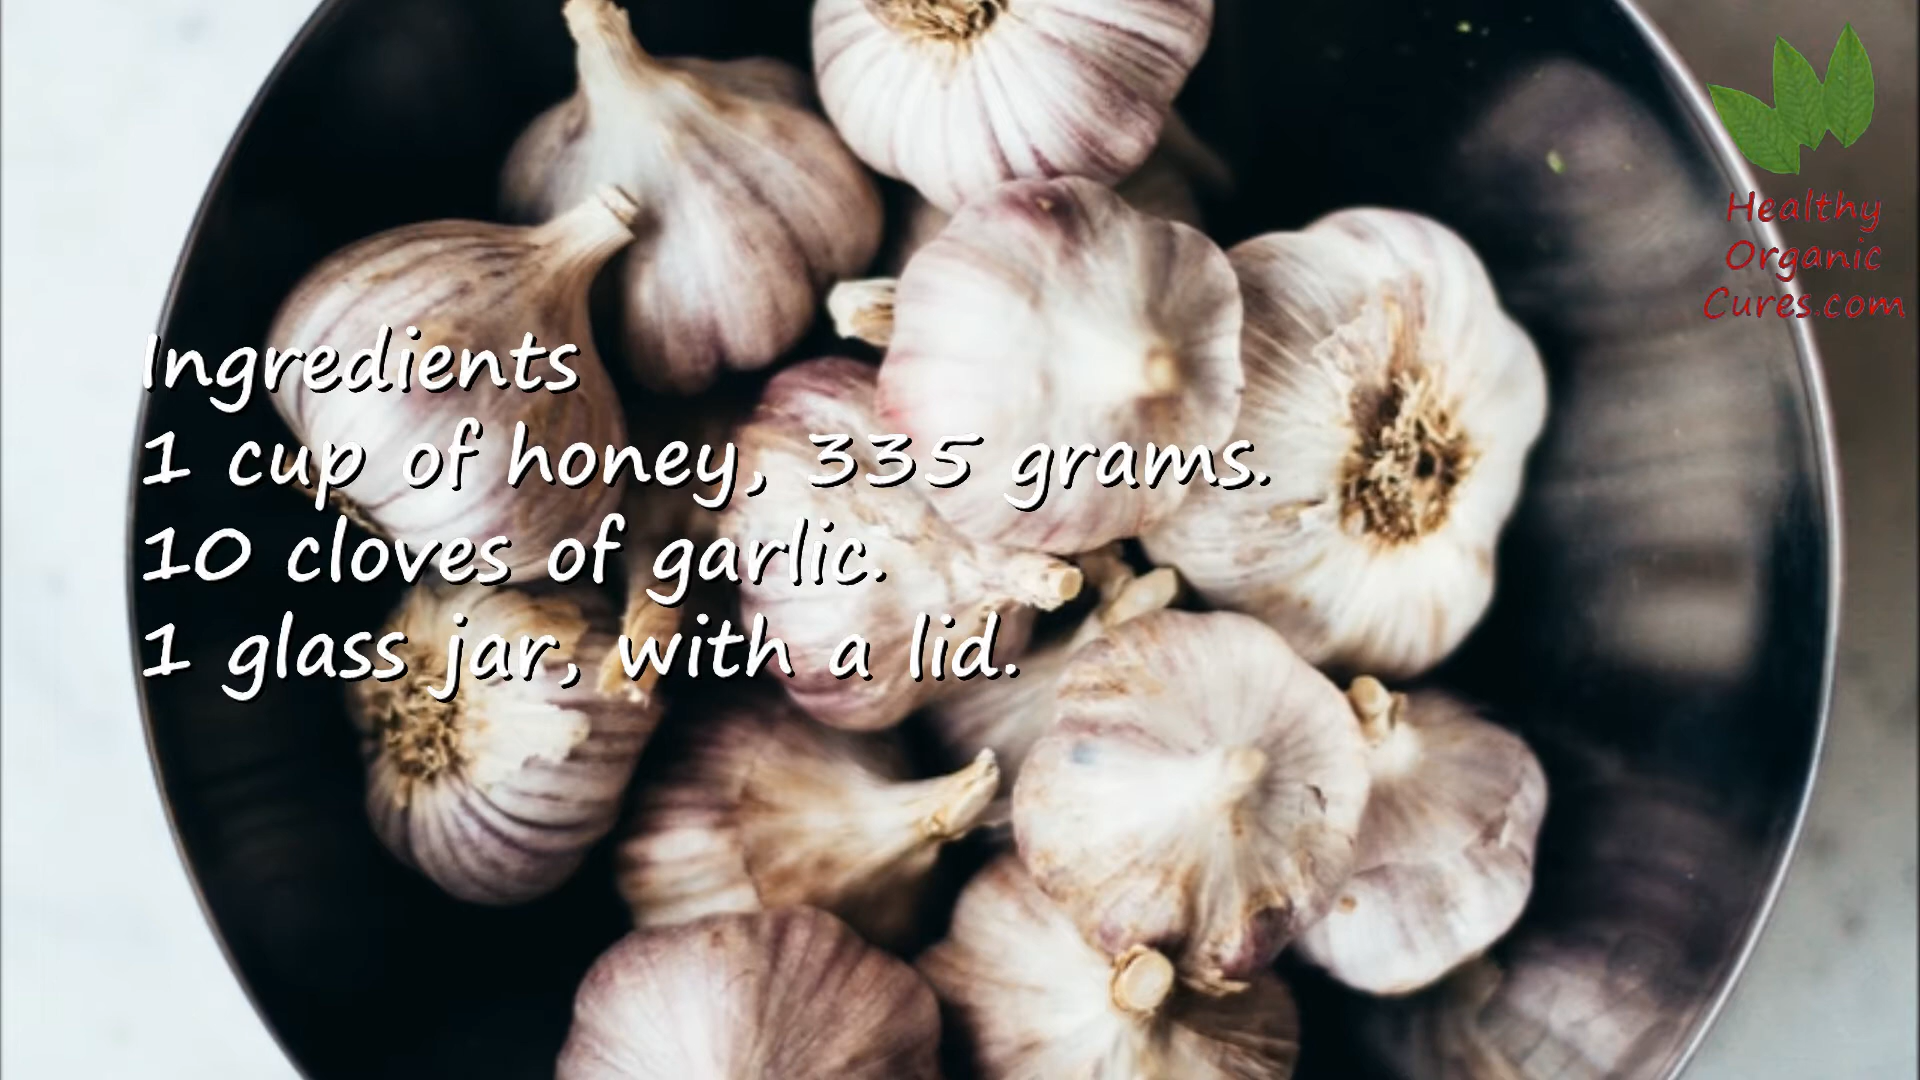 Healthy
Organic
Cures.com
Ingredients
1 cup of honey, 335 grams.
10 cloves of garlic.
1 glass jar, with a lid.